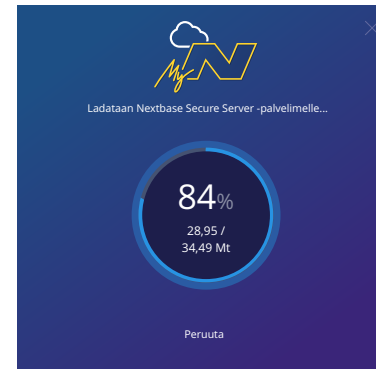 My N
Ladataan Nextbase Secure Server -palvelimelle...
84%
28,95 /
34,49 Mt
Peruuta